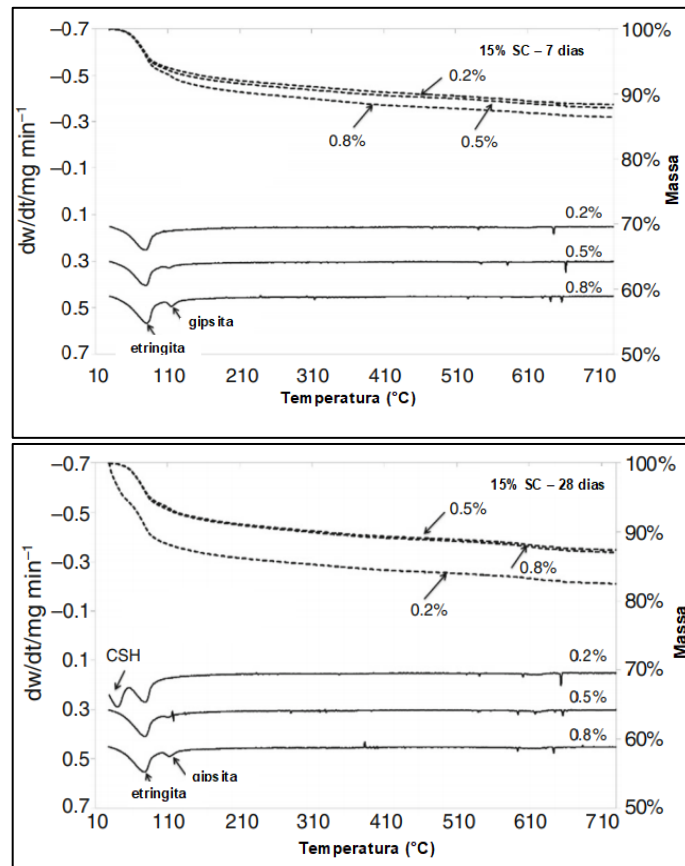 −0.7
−0.5
−0.3
−0.1
0.1
0.3
0.5
0.7
dw/dt/mg min⁻¹
15% SC – 7 dias
0.2%
0.8%
0.5%
0.2%
0.5%
0.8%
gipsita
etringita
100%
90%
80%
70%
60%
50%
Massa
10 110 210 310 410 510 610 710
Temperatura (°C)
−0.7
−0.5
−0.3
−0.1
0.1
0.3
0.5
0.7
dw/dt/mg min⁻¹
15% SC – 28 dias
0.5%
0.8%
0.2%
CSH
0.2%
0.5%
0.8%
gipsita
etringita
100%
90%
80%
70%
60%
50%
Massa
10 110 210 310 410 510 610 710
Temperatura (°C)